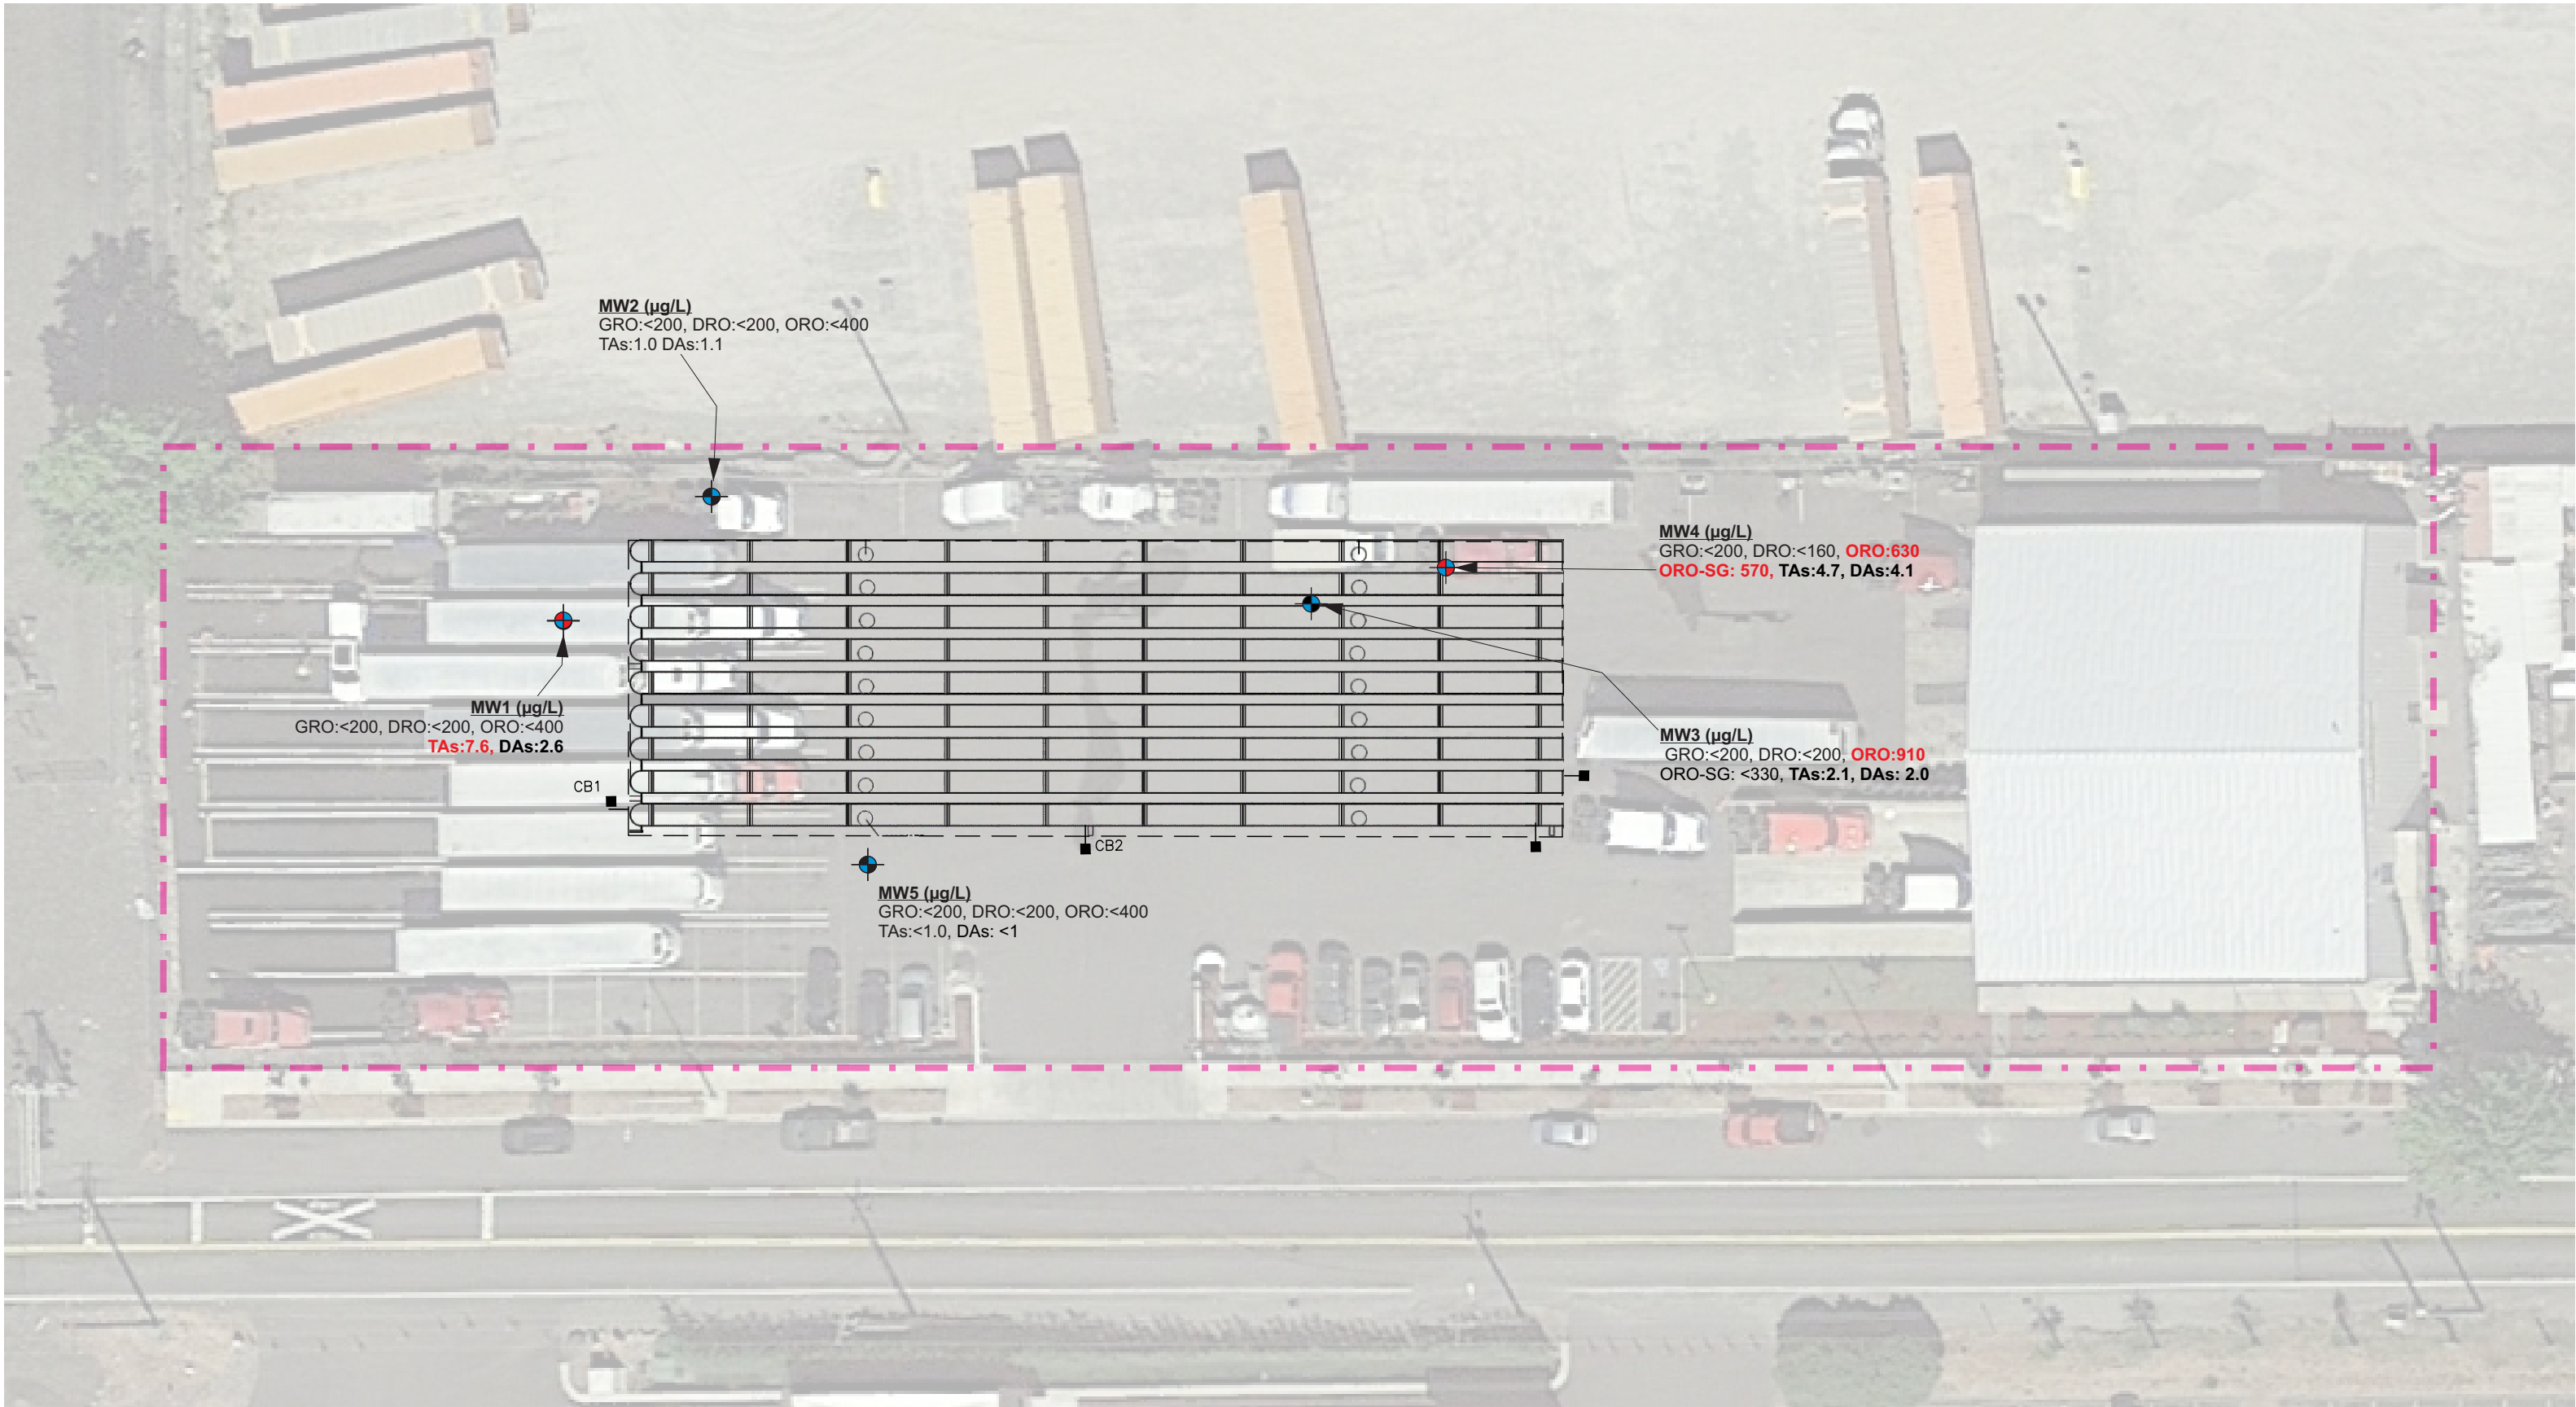 MW2 (µg/L)
GRO:<200, DRO:<200, ORO:<400
TAs:1.0 DAs:1.1
MW4 (µg/L)
GRO:<200, DRO:<160, ORO:630
ORO-SG: 570, TAs:4.7, DAs:4.1
MW1 (µg/L)
GRO:<200, DRO:<200, ORO:<400
TAs:7.6, DAs:2.6
MW3 (µg/L)
GRO:<200, DRO:<200, ORO:910
ORO-SG: <330, TAs:2.1, DAs: 2.0
CB1
CB2
MW5 (µg/L)
GRO:<200, DRO:<200, ORO:<400
TAs:<1.0, DAs: <1